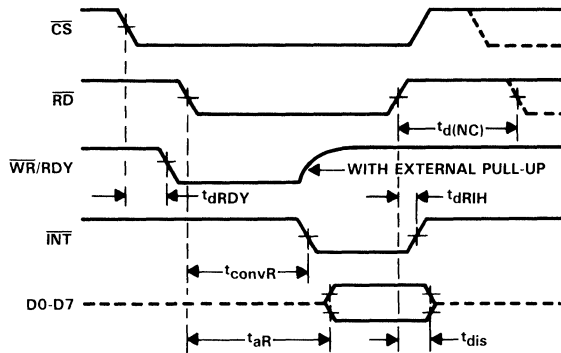 CS
RD
td(NC)
WR/RDY
WITH EXTERNAL PULL-UP
tdRDY
tdRIH
INT
tconvR
D0-D7
taR
tdis